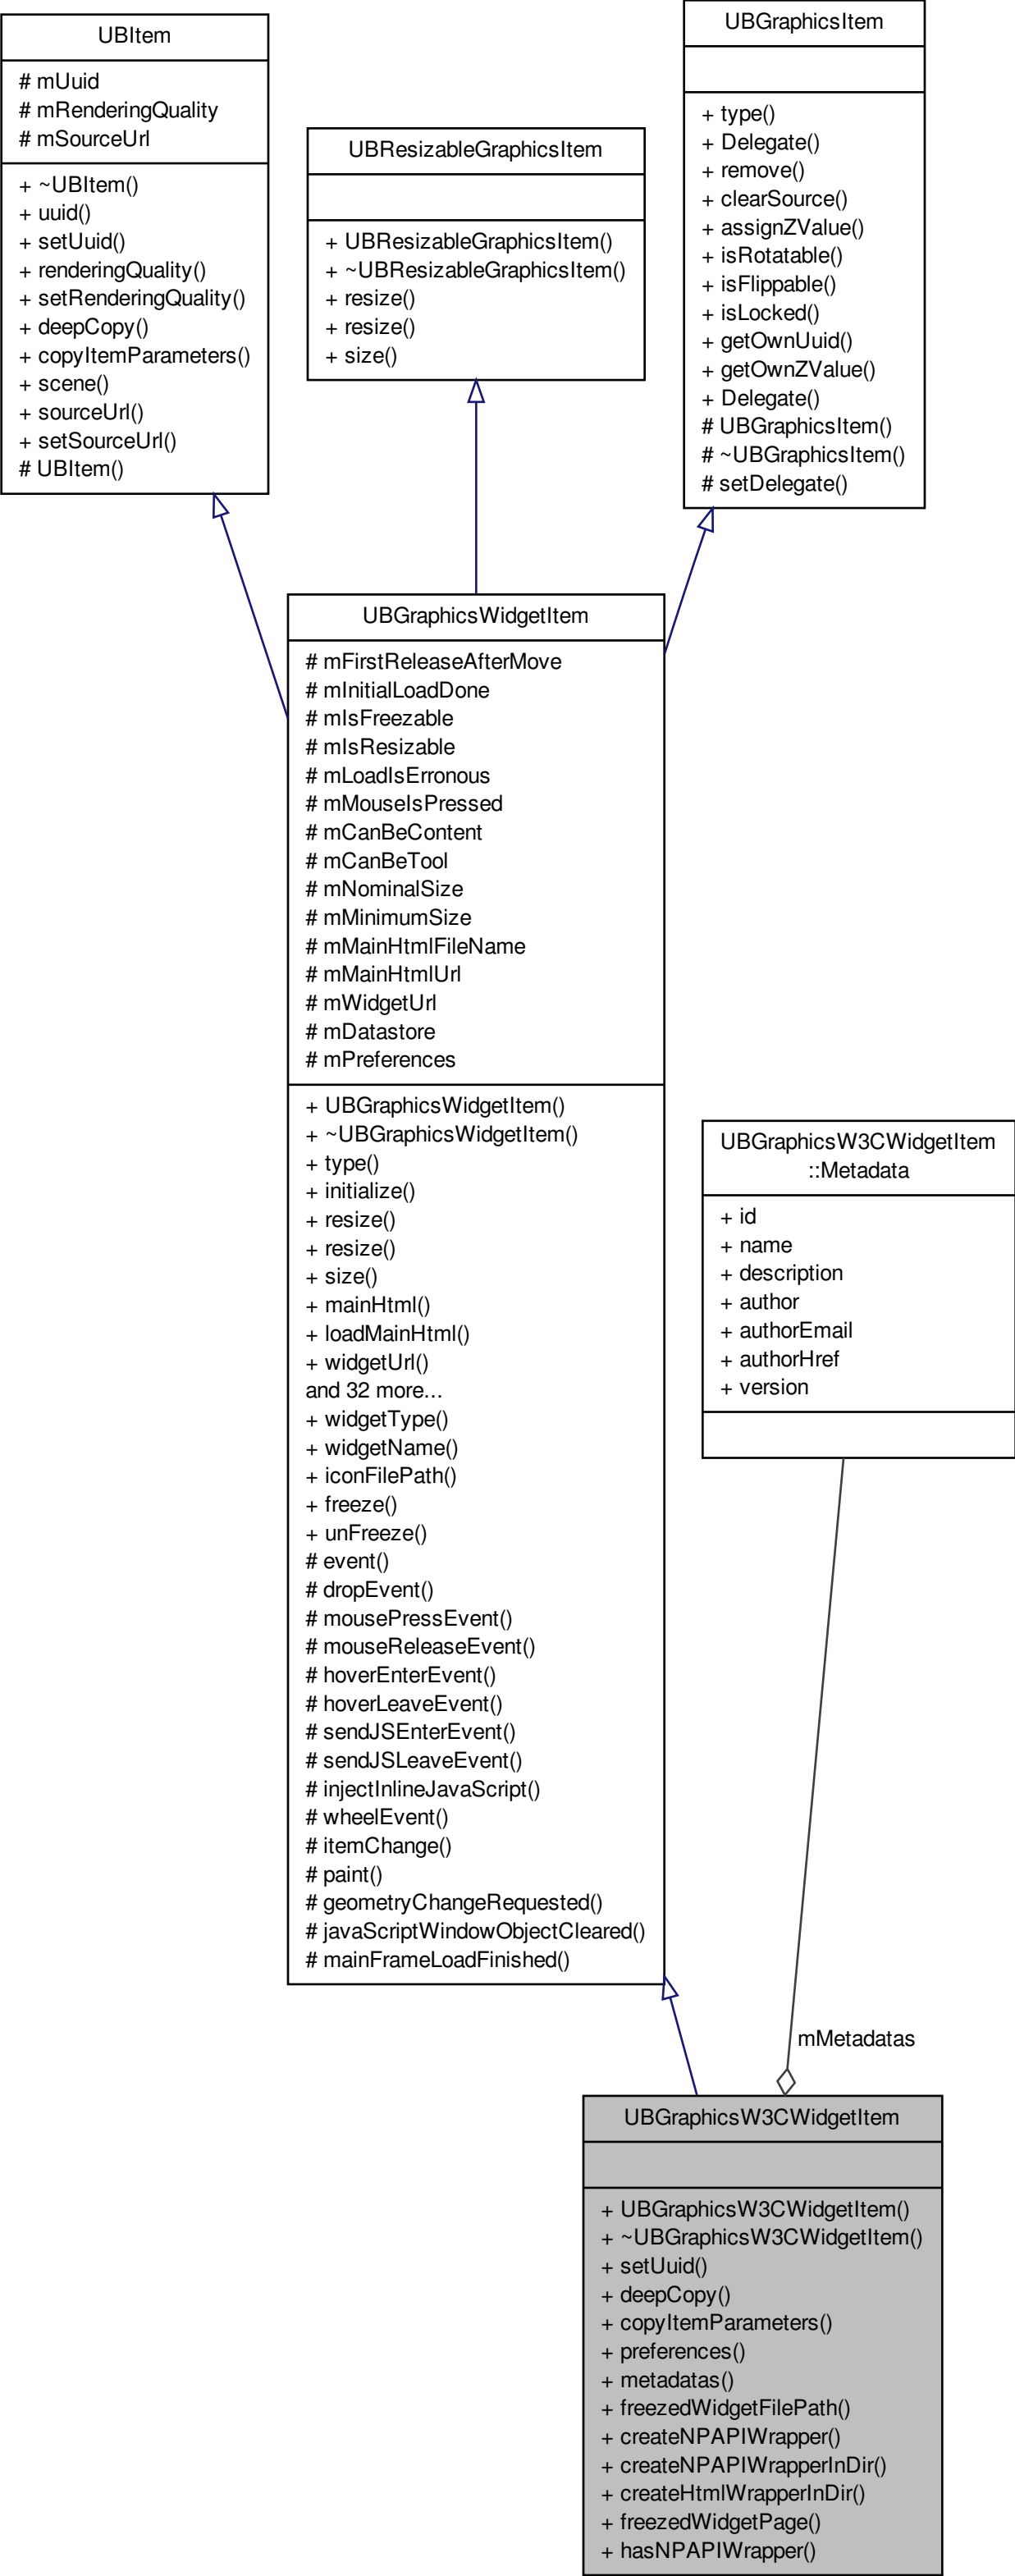 UBItem
# mUuid
# mRenderingQuality
# mSourceUrl
+ ~UBItem()
+ uuid()
+ setUuid()
+ renderingQuality()
+ setRenderingQuality()
+ deepCopy()
+ copyItemParameters()
+ scene()
+ sourceUrl()
+ setSourceUrl()
# UBItem()
UBResizableGraphicsItem
+ UBResizableGraphicsItem()
+ ~UBResizableGraphicsItem()
+ resize()
+ resize()
+ size()
UBGraphicsItem
+ type()
+ Delegate()
+ remove()
+ clearSource()
+ assignZValue()
+ isRotatable()
+ isFlippable()
+ isLocked()
+ getOwnUuid()
+ getOwnZValue()
+ Delegate()
# UBGraphicsItem()
# ~UBGraphicsItem()
# setDelegate()
UBGraphicsWidgetItem
# mFirstReleaseAfterMove
# mInitialLoadDone
# mIsFreezable
# mIsResizable
# mLoadIsErronous
# mMouseIsPressed
# mCanBeContent
# mCanBeTool
# mNominalSize
# mMinimumSize
# mMainHtmlFileName
# mMainHtmlUrl
# mWidgetUrl
# mDatastore
# mPreferences
+ UBGraphicsWidgetItem()
+ ~UBGraphicsWidgetItem()
+ type()
+ initialize()
+ resize()
+ resize()
+ size()
+ mainHtml()
+ loadMainHtml()
+ widgetUrl()
and 32 more...
+ widgetType()
+ widgetName()
+ iconFilePath()
+ freeze()
+ unFreeze()
# event()
# dropEvent()
# mousePressEvent()
# mouseReleaseEvent()
# hoverEnterEvent()
# hoverLeaveEvent()
# sendJSEnterEvent()
# sendJSLeaveEvent()
# injectInlineJavaScript()
# wheelEvent()
# itemChange()
# paint()
# geometryChangeRequested()
# javaScriptWindowObjectCleared()
# mainFrameLoadFinished()
UBGraphicsW3CWidgetItem
::Metadata
+ id
+ name
+ description
+ author
+ authorEmail
+ authorHref
+ version
mMetadatas
UBGraphicsW3CWidgetItem
+ UBGraphicsW3CWidgetItem()
+ ~UBGraphicsW3CWidgetItem()
+ setUuid()
+ deepCopy()
+ copyItemParameters()
+ preferences()
+ metadatas()
+ freezedWidgetFilePath()
+ createNPAPIWrapper()
+ createNPAPIWrapperInDir()
+ createHtmlWrapperInDir()
+ freezedWidgetPage()
+ hasNPAPIWrapper()